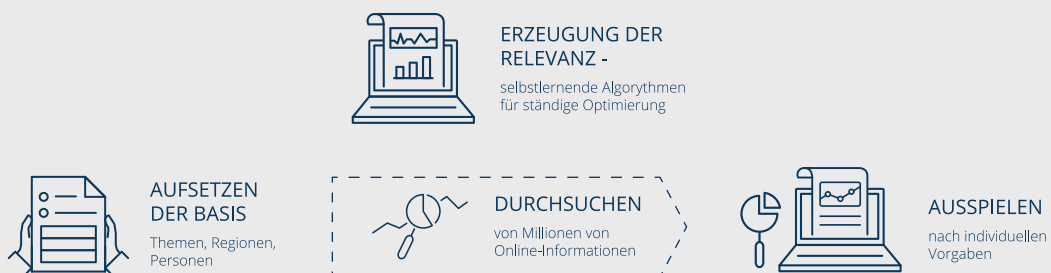 ERZEUGUNG DER
RELEVANZ -
selbstlernende Algorythmen
für ständige Optimierung
AUFSETZEN
DER BASIS
Themen, Regionen,
Personen
DURCHSUCHEN
von Millionen von
Online-Informationen
AUSSPIELEN
nach individuellen
Vorgaben